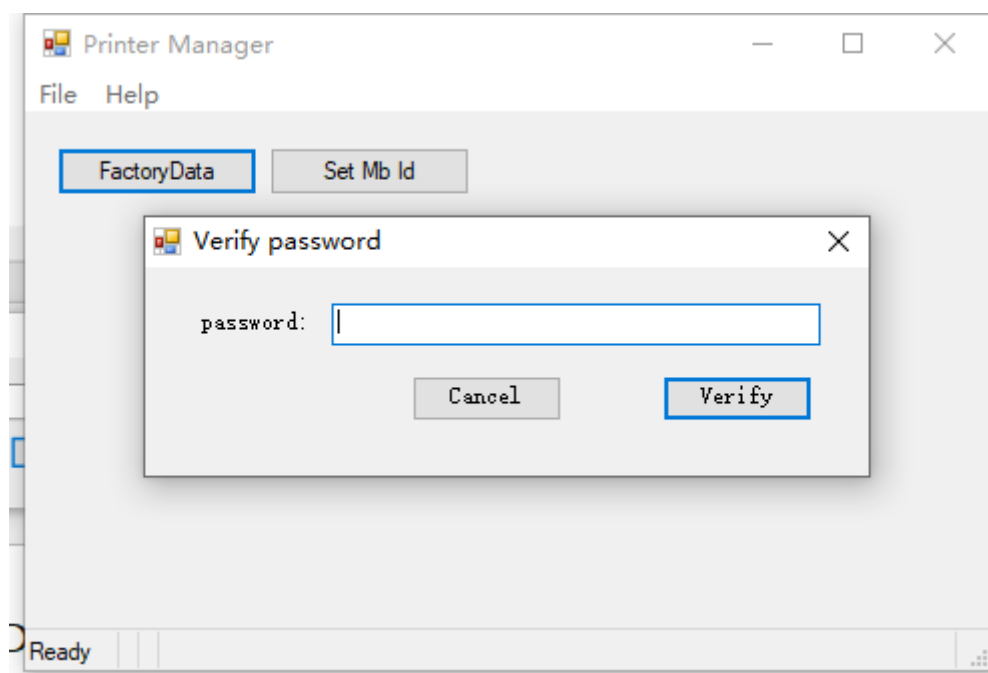 Printer Manager
File Help
FactoryData Set Mb Id
Verify password
password:
Cancel Verify
Ready